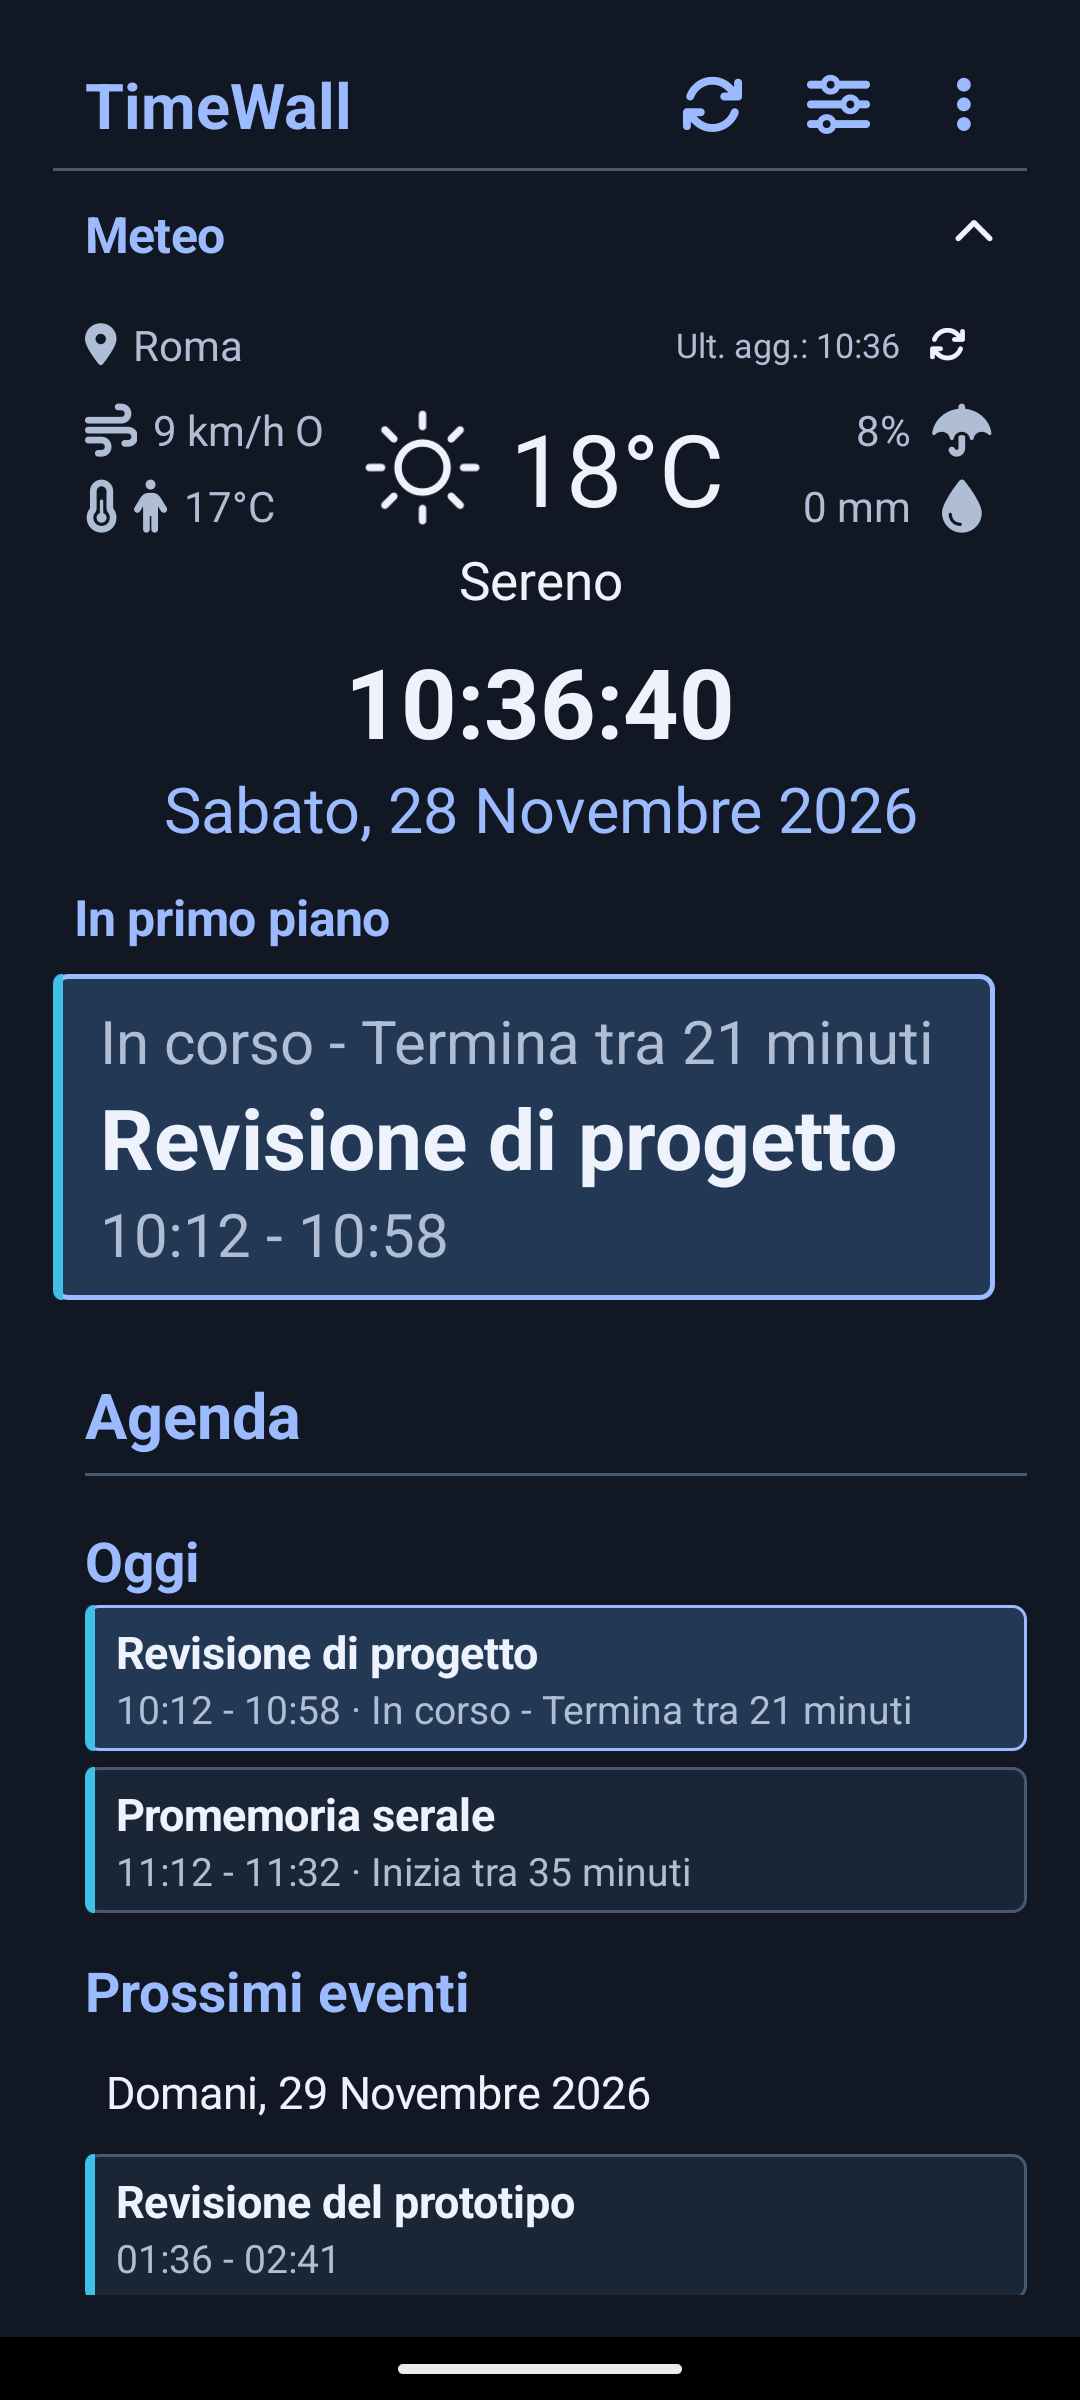 TimeWall
Meteo
Roma
Ult. agg.: 10:36
9 km/h O
18°C
8%
17°C
0 mm
Sereno
10:36:40
Sabato, 28 Novembre 2026
In primo piano
In corso - Termina tra 21 minuti
Revisione di progetto
10:12 - 10:58
Agenda
Oggi
Revisione di progetto
10:12 - 10:58 · In corso - Termina tra 21 minuti
Promemoria serale
11:12 - 11:32 · Inizia tra 35 minuti
Prossimi eventi
Domani, 29 Novembre 2026
Revisione del prototipo
01:36 - 02:41